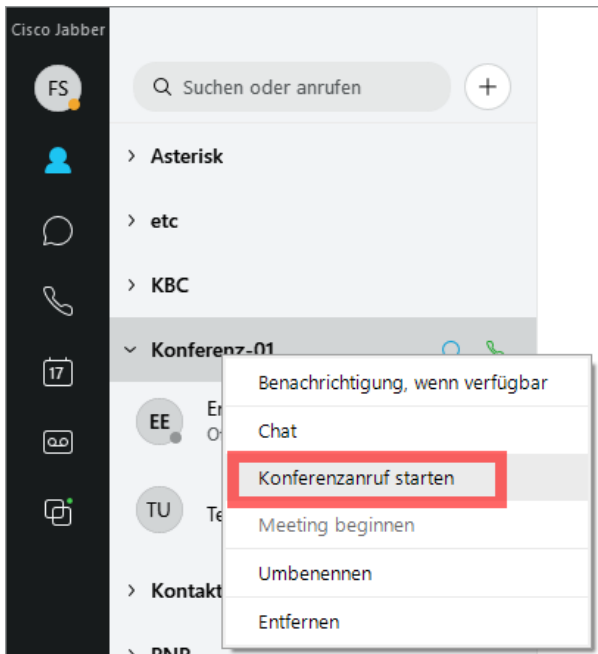 Cisco Jabber
FS
Suchen oder anrufen
Asterisk
etc
KBC
Konferenz-01
Benachrichtigung, wenn verfügbar
EE
Chat
Konferenzanruf starten
17
TU
Meeting beginnen
Umbenennen
Kontakt
Entfernen